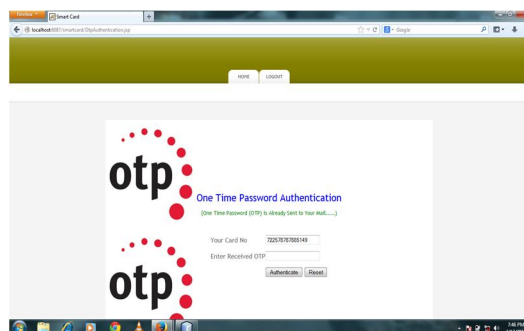 Firefox
Smart Card
localhost:8087/smartcard/OtpAuthentication.jsp
Google
HOME LOGOUT
otp
One Time Password Authentication
(One Time Password (OTP) is Already Sent to Your Mail......)
Your Card No
Enter Received OTP
Authenticate Reset
otp
7:46 PM